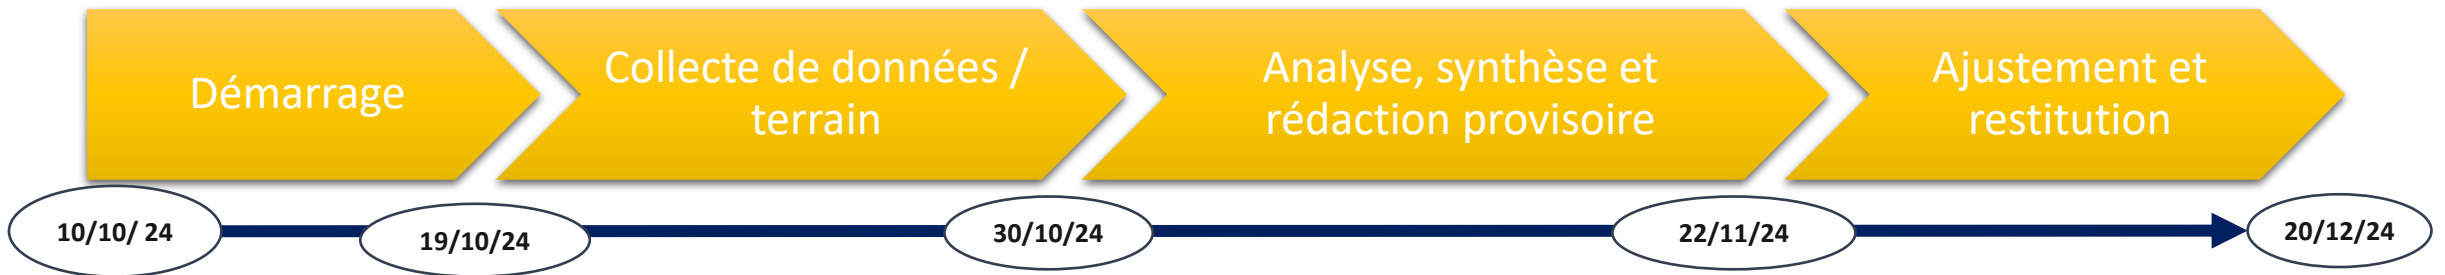 Démarrage
Collecte de données /
terrain
Analyse, synthèse et
rédaction provisoire
Ajustement et
restitution
10/10/ 24
19/10/24
30/10/24
22/11/24
20/12/24